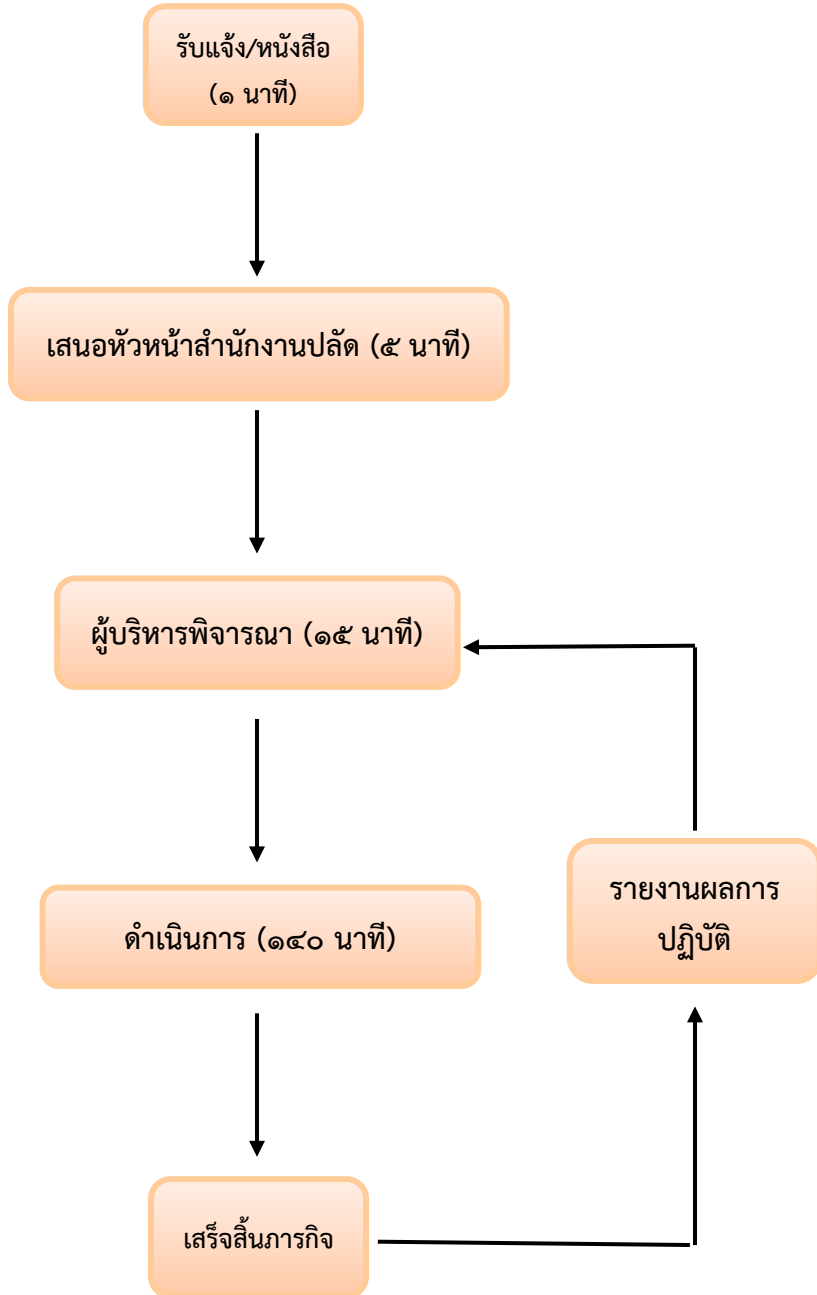 รับแจ้ง/หนังสือ
(๑ นาที)
เสนอหัวหน้าสำนักงานปลัด (๕ นาที)
ผู้บริหารพิจารณา (๑๕ นาที)
ดำเนินการ (๑๔๐ นาที)
รายงานผลการ
ปฏิบัติ
เสร็จสิ้นภารกิจ